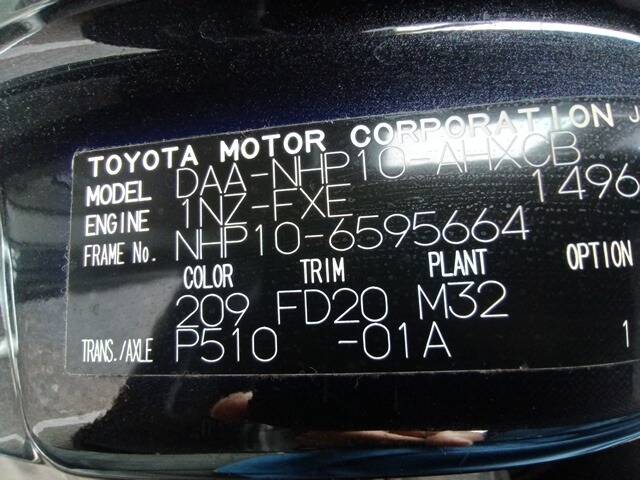 TOYOTA MOTOR CORPORATION J
MODEL DAA-NHP10-AHXCB
ENGINE 1NZ-FXE 1496
FRAME No. NHP10-6595664
COLOR TRIM PLANT OPTION
209 FD20 M32
TRANS./AXLE P510 -01A 1